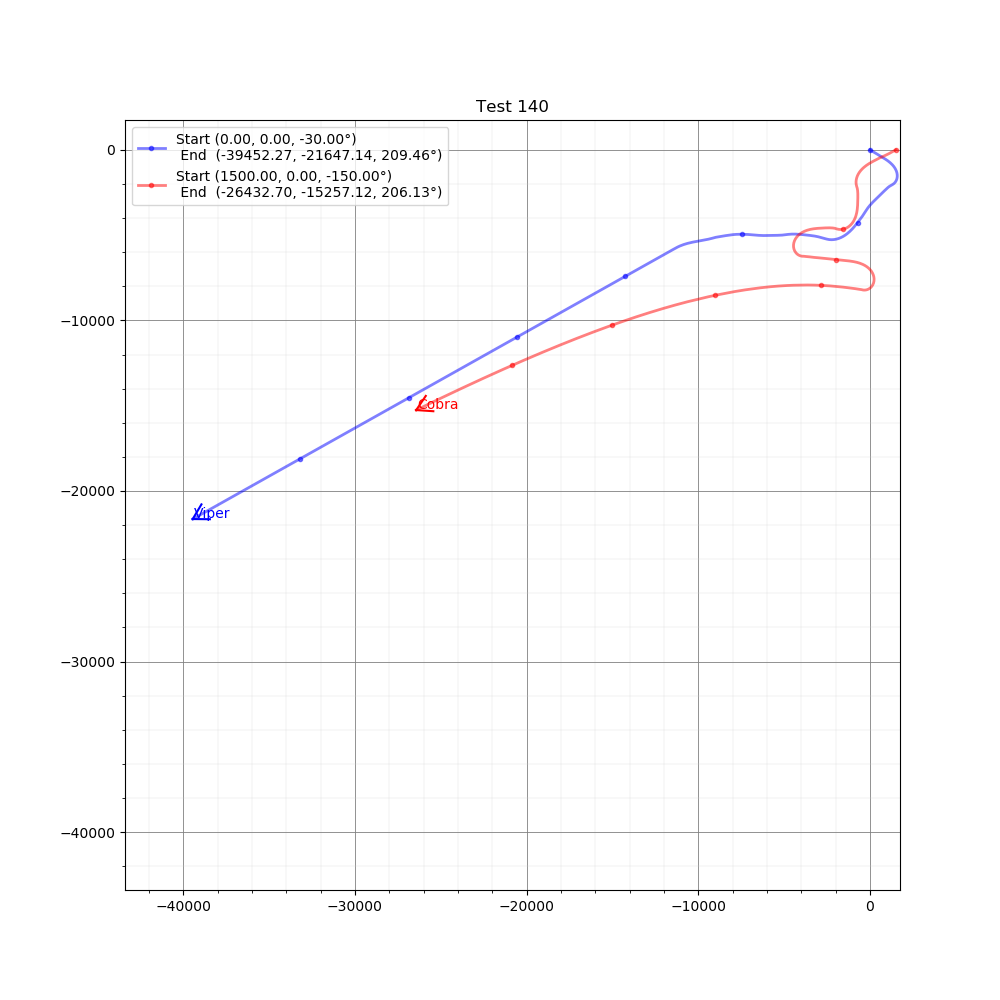 Test 140
Start (0.00, 0.00, -30.00°)
End (-39452.27, -21647.14, 209.46°)
Start (1500.00, 0.00, -150.00°)
End (-26432.70, -15257.12, 206.13°)
0
−10000
−20000
−30000
−40000
Cobra
Viper
−40000 −30000 −20000 −10000 0